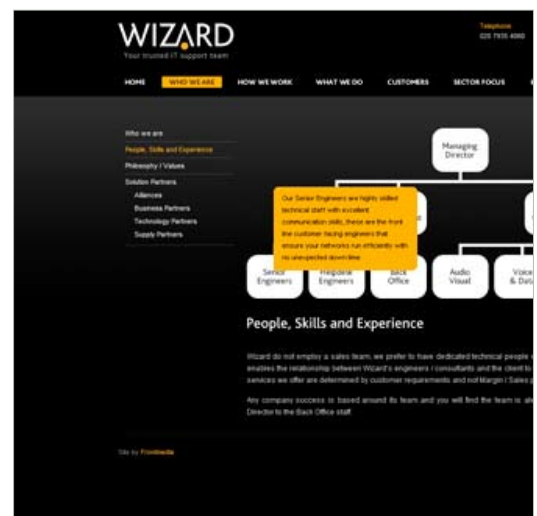 WIZARD
Your trusted IT support team
Telephone
020 7935 4060
HOME WHO WE ARE HOW WE WORK WHAT WE DO CUSTOMERS SECTOR FOCUS
Who we are
People, Skills and Experience
Philosophy / Values
Solution Partners
Alliances
Business Partners
Technology Partners
Supply Partners
Managing
Director
Our Senior Engineers are highly skilled
technical staff with excellent
communication skills, these are the front
line customer facing engineers that
ensure your networks run efficiently with
no unexpected down time
Senior
Engineers
Helpdesk
Engineers
Back
Office
Audio
Visual
Voice
& Data
People, Skills and Experience
Wizard do not employ a sales team, we prefer to have dedicated technical people
enables the relationship between Wizard's engineers / consultants and the client to
services we offer are determined by customer requirements and not Margin / Sales
Any company success is based around its team and you will find the team is
Director to the Back Office staff.
Site by Frontmedia